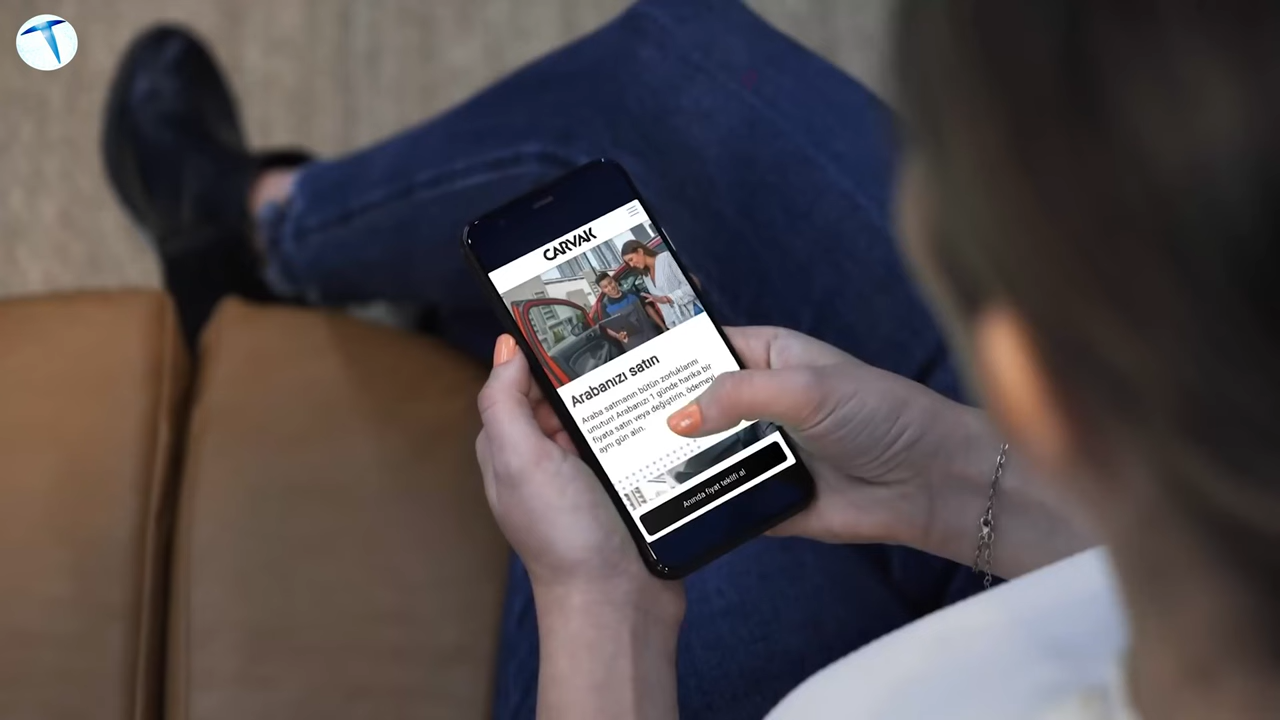 CARVAK
Arabanızı satın
Araba satmanın bütün zorluklarını
unutun! Arabanızı 1 günde harika bir
fiyata satın veya değiştirin, ödemeyi
aynı gün alın.
Anında fiyat teklifi al